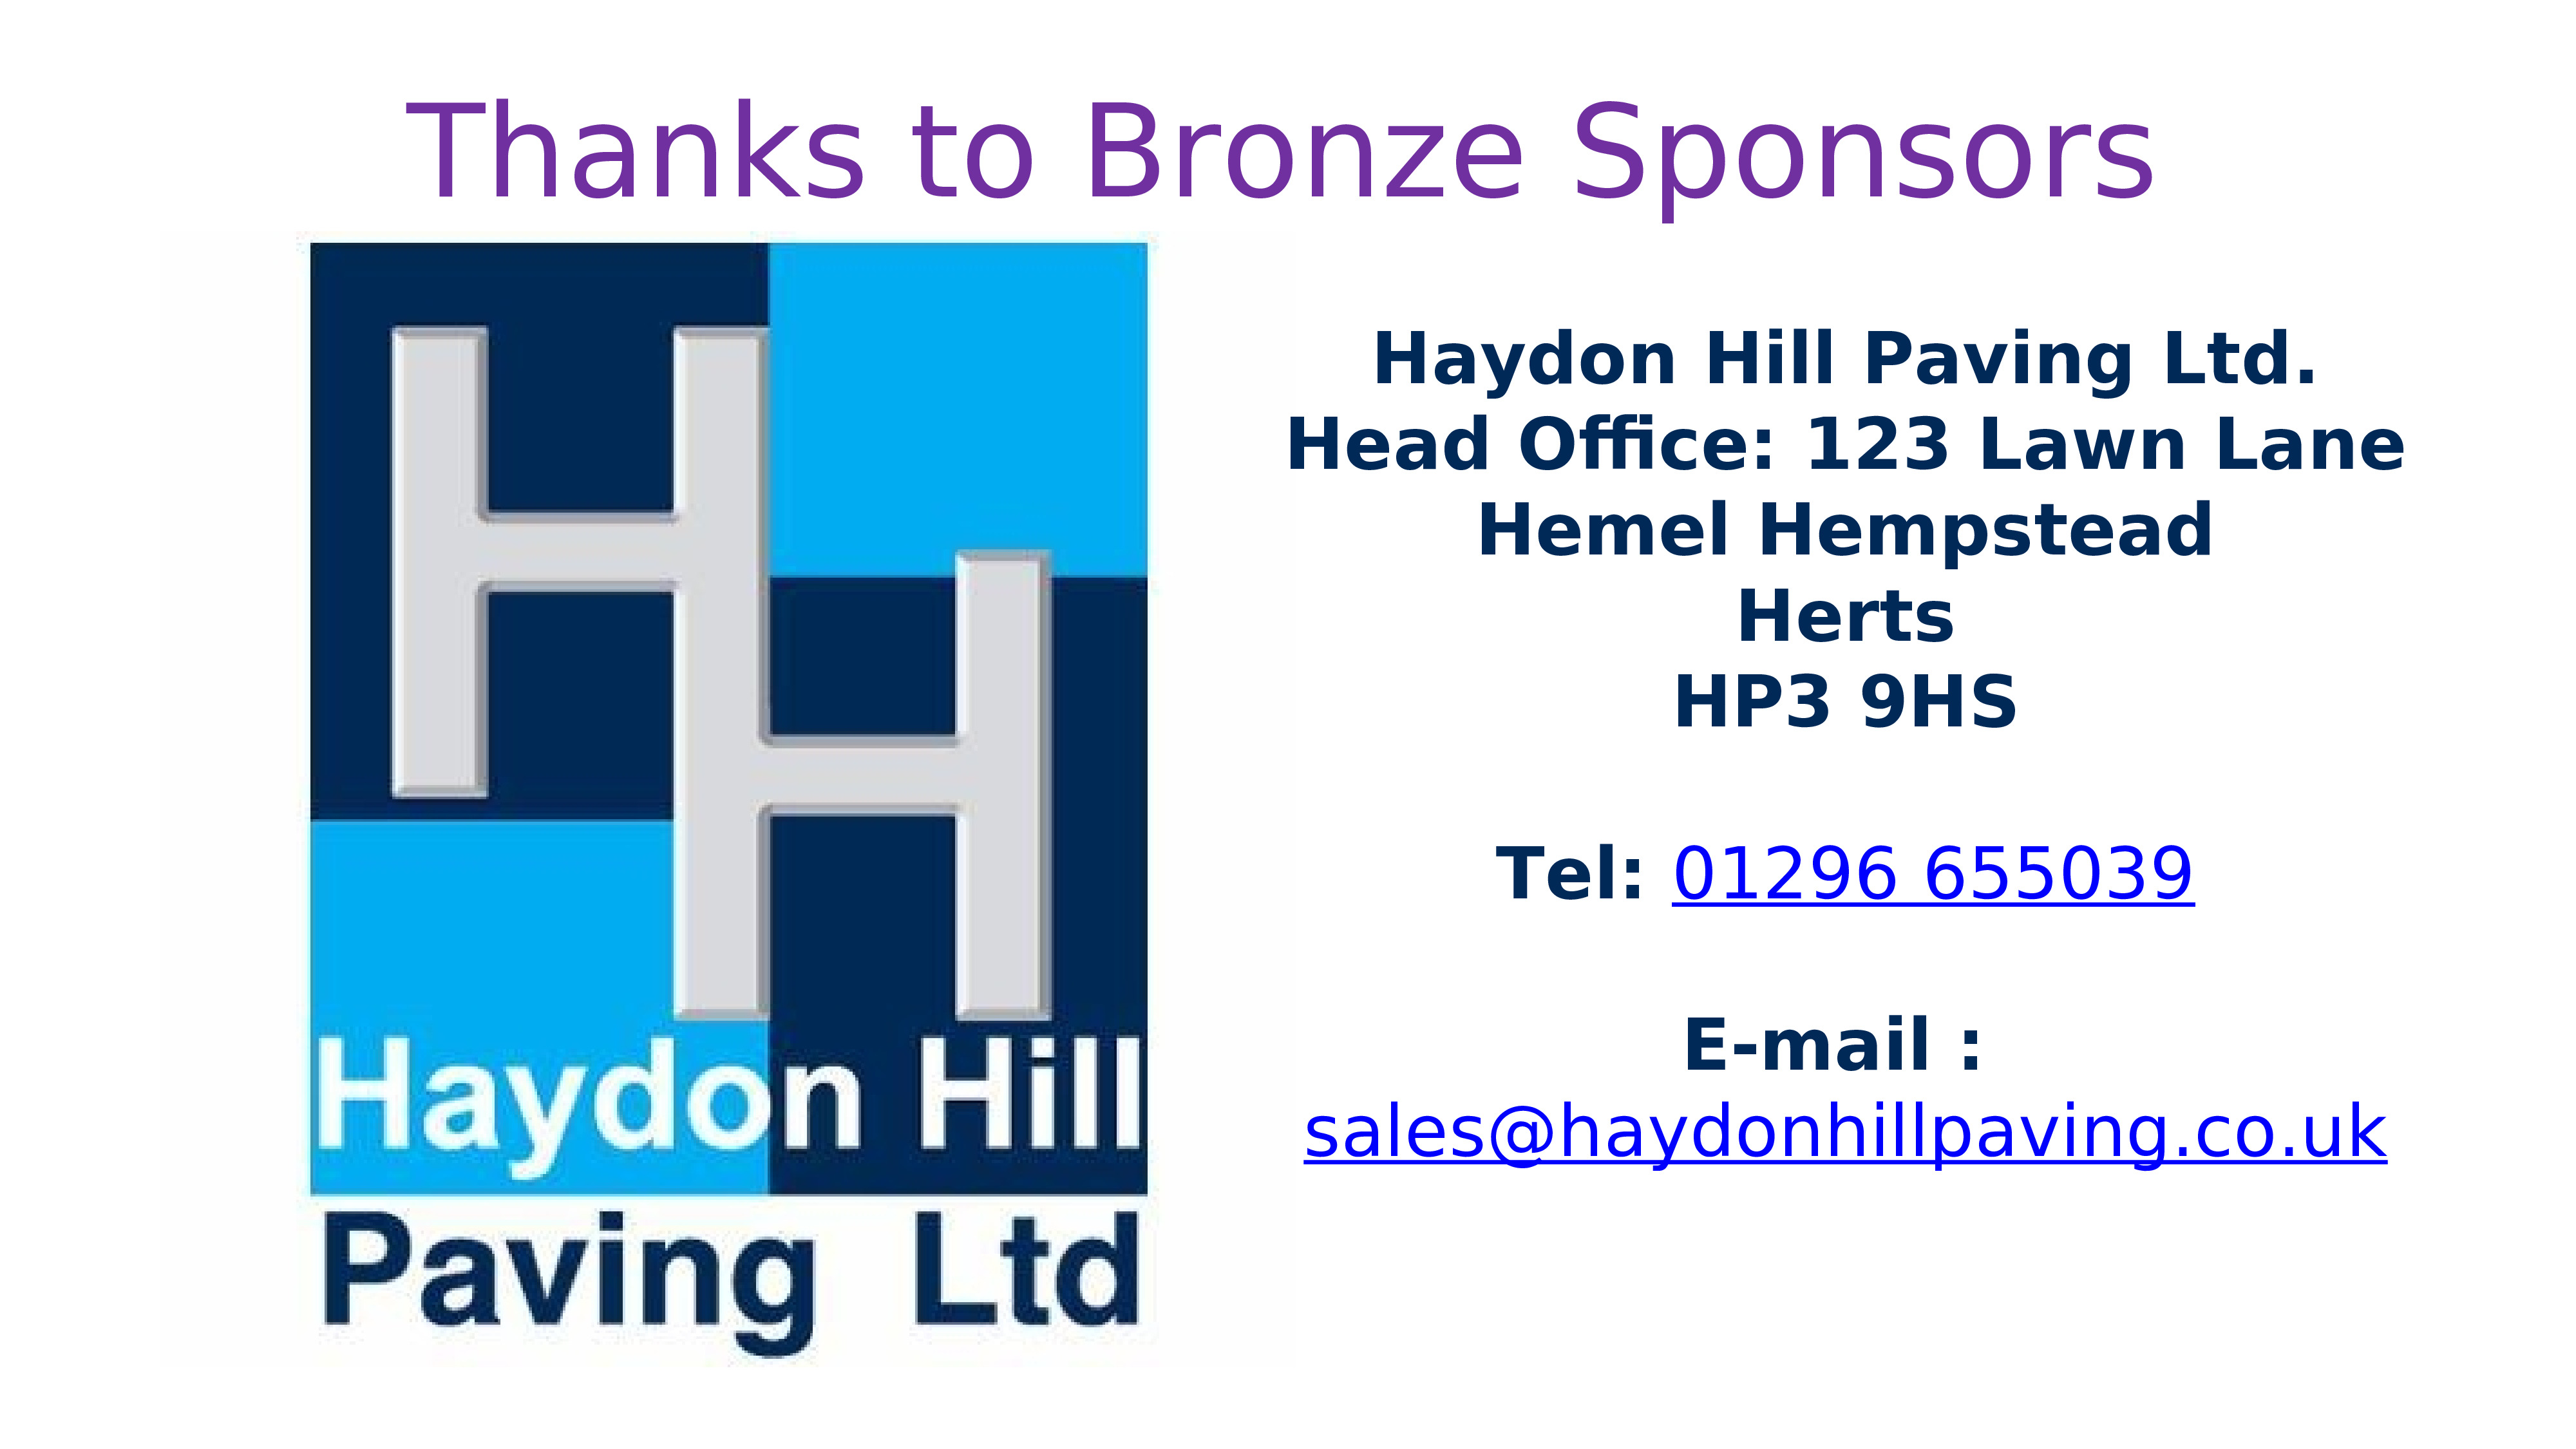 Thanks to Bronze Sponsors
HH
Haydon Hill
Paving Ltd
Haydon Hill Paving Ltd.
Head Office: 123 Lawn Lane
Hemel Hempstead
Herts
HP3 9HS
Tel: 01296 655039
E-mail :
sales@haydonhillpaving.co.uk